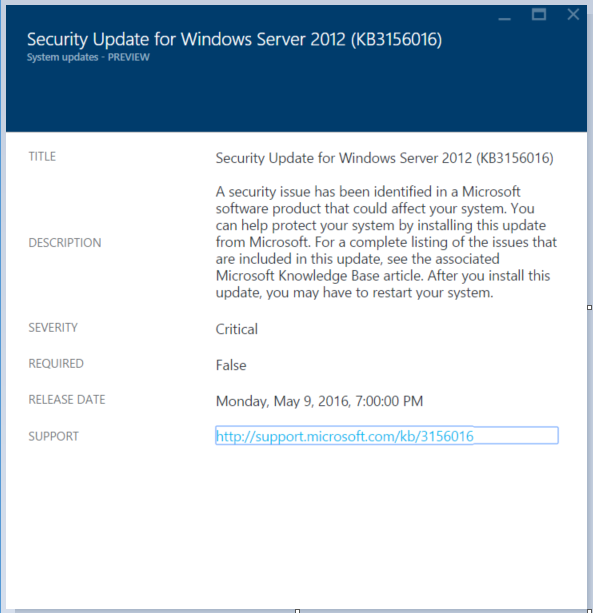 Security Update for Windows Server 2012 (KB3156016)
System updates - PREVIEW
TITLE
Security Update for Windows Server 2012 (KB3156016)
DESCRIPTION
A security issue has been identified in a Microsoft
software product that could affect your system. You
can help protect your system by installing this update
from Microsoft. For a complete listing of the issues that
are included in this update, see the associated
Microsoft Knowledge Base article. After you install this
update, you may have to restart your system.
SEVERITY
Critical
REQUIRED
False
RELEASE DATE
Monday, May 9, 2016, 7:00:00 PM
SUPPORT
http://support.microsoft.com/kb/3156016